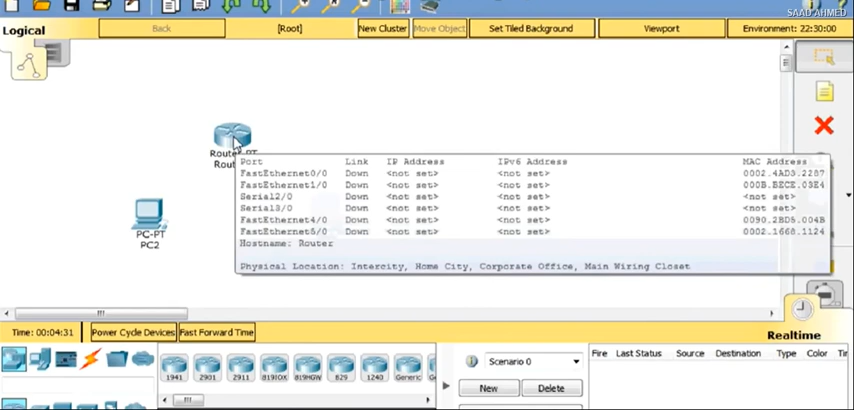 SAAD AHMED
Logical
Back
[Root]
New Cluster
Move Object
Set Tiled Background
Viewport
Environment: 22:30:00
Router-PT
Rout
Port Link IP Address IPv6 Address MAC Address
FastEthernet0/0 Down <not set> <not set> 0002.4AD3.2287
FastEthernet1/0 Down <not set> <not set> 000B.BECE.03E4
Serial2/0 Down <not set> <not set> <not set>
Serial3/0 Down <not set> <not set> <not set>
FastEthernet4/0 Down <not set> <not set> 0090.2BD8.004B
FastEthernet5/0 Down <not set> <not set> 0002.1668.1124
Hostname: Router
Physical Location: Intercity, Home City, Corporate Office, Main Wiring Closet
PC-PT
PC2
Time: 00:04:31
Power Cycle Devices
Fast Forward Time
Realtime
1941
2901
2911
819IOX
819HGW
829
1240
Generic
Ge
Scenario 0
New
Delete
Fire Last Status Source Destination Type Color Tir